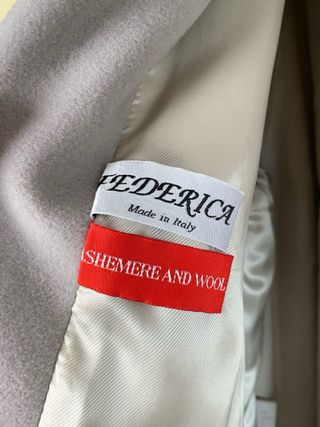 FEDERICA
Made in Italy
ASHEMERE AND WOOL